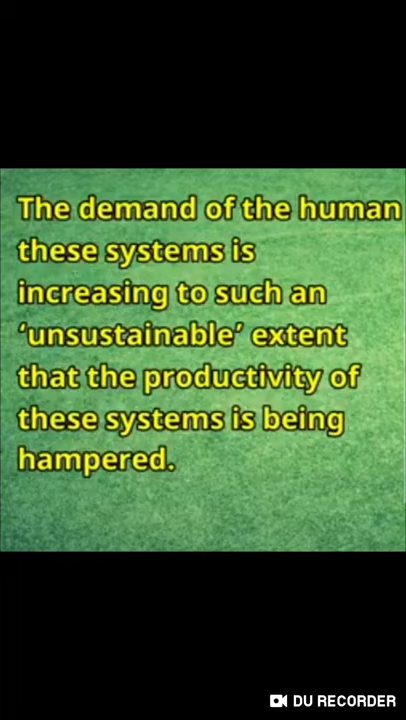 The demand of the human
these systems is
increasing to such an
‘unsustainable’ extent
that the productivity of
these systems is being
hampered.
DU RECORDER